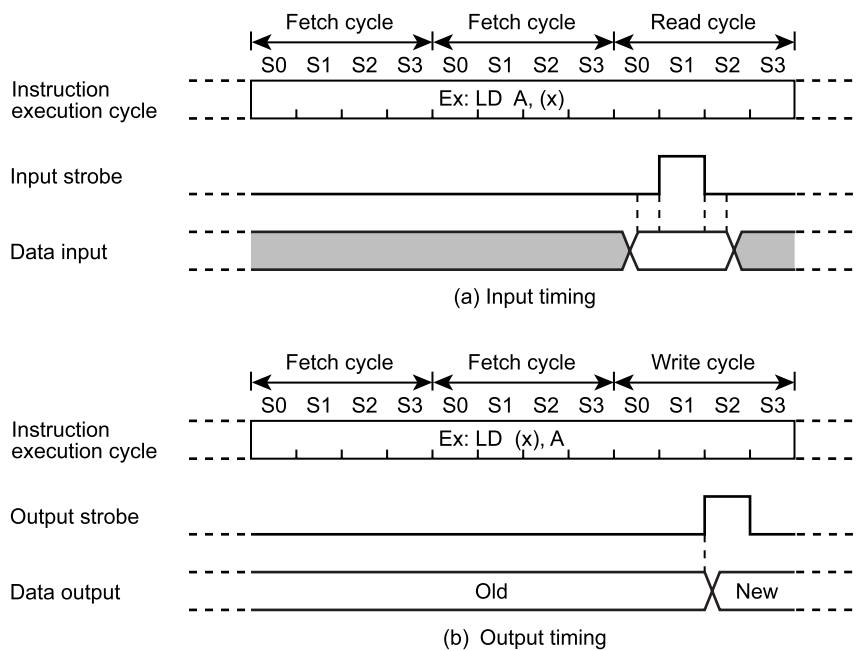 Fetch cycle Fetch cycle Read cycle
S0 S1 S2 S3 S0 S1 S2 S3 S0 S1 S2 S3
Instruction
execution cycle
Ex: LD A, (x)
Input strobe
Data input
(a) Input timing
Fetch cycle Fetch cycle Write cycle
S0 S1 S2 S3 S0 S1 S2 S3 S0 S1 S2 S3
Instruction
execution cycle
Ex: LD (x), A
Output strobe
Data output Old New
(b) Output timing